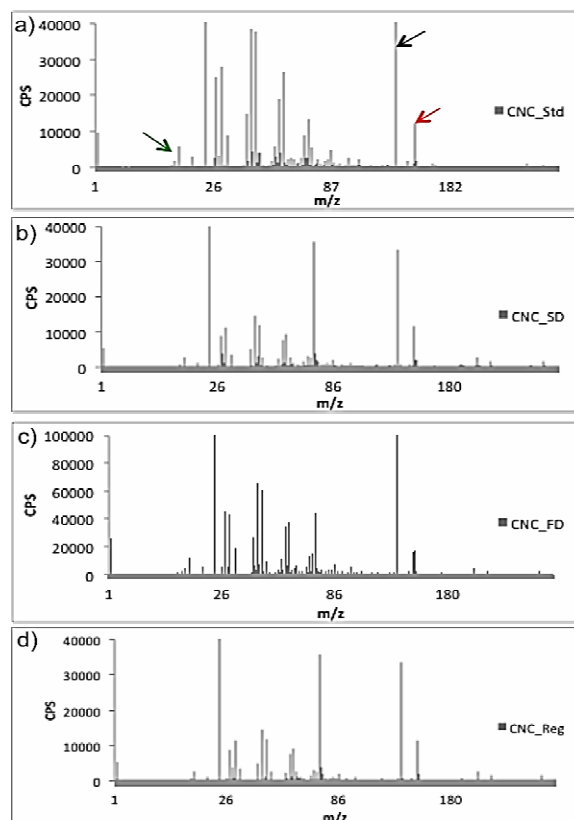 a)
40000
30000
20000
10000
0
CPS
CNC_Std
1 26 87 182
m/z
b)
40000
30000
20000
10000
0
CPS
CNC_SD
1 26 86 180
m/z
c)
100000
80000
60000
40000
20000
0
CPS
CNC_FD
1 26 86 180
m/z
d)
40000
30000
20000
10000
0
CPS
CNC_Reg
1 26 86 180
m/z